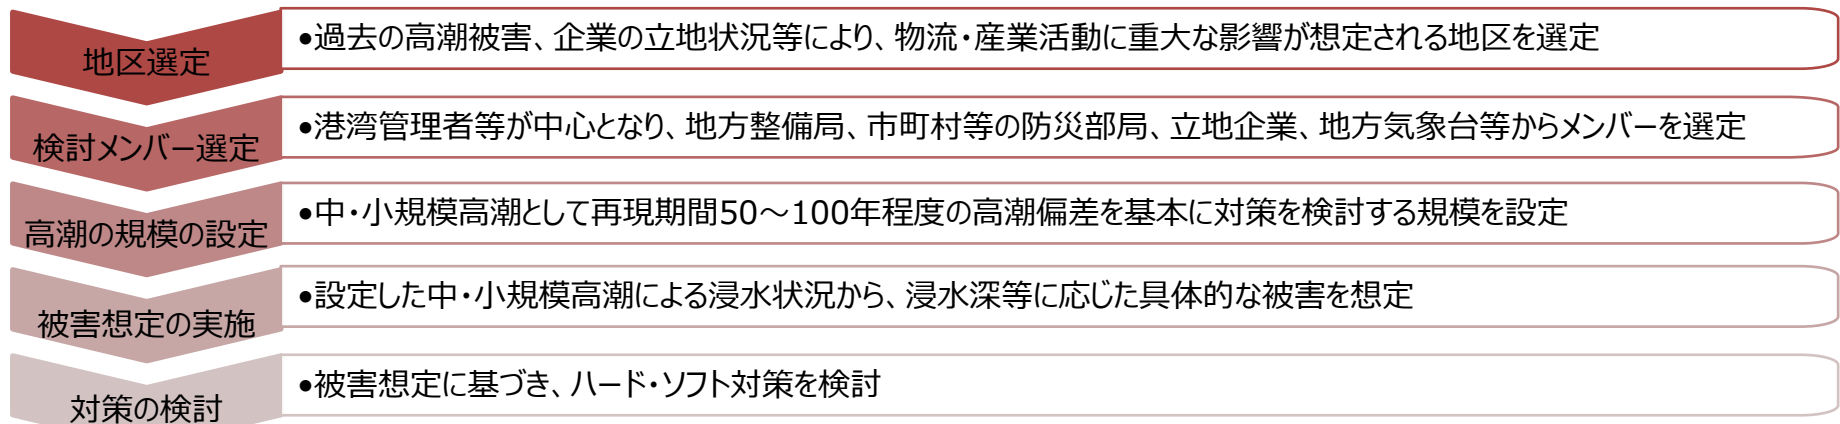 地区選定
•過去の高潮被害、企業の立地状況等により、物流・産業活動に重大な影響が想定される地区を選定
検討メンバー選定
•港湾管理者等が中心となり、地方整備局、市町村等の防災部局、立地企業、地方気象台等からメンバーを選定
高潮の規模の設定
•中・小規模高潮として再現期間50～100年程度の高潮偏差を基本に対策を検討する規模を設定
被害想定の実施
•設定した中・小規模高潮による浸水状況から、浸水深等に応じた具体的な被害を想定
対策の検討
•被害想定に基づき、ハード・ソフト対策を検討